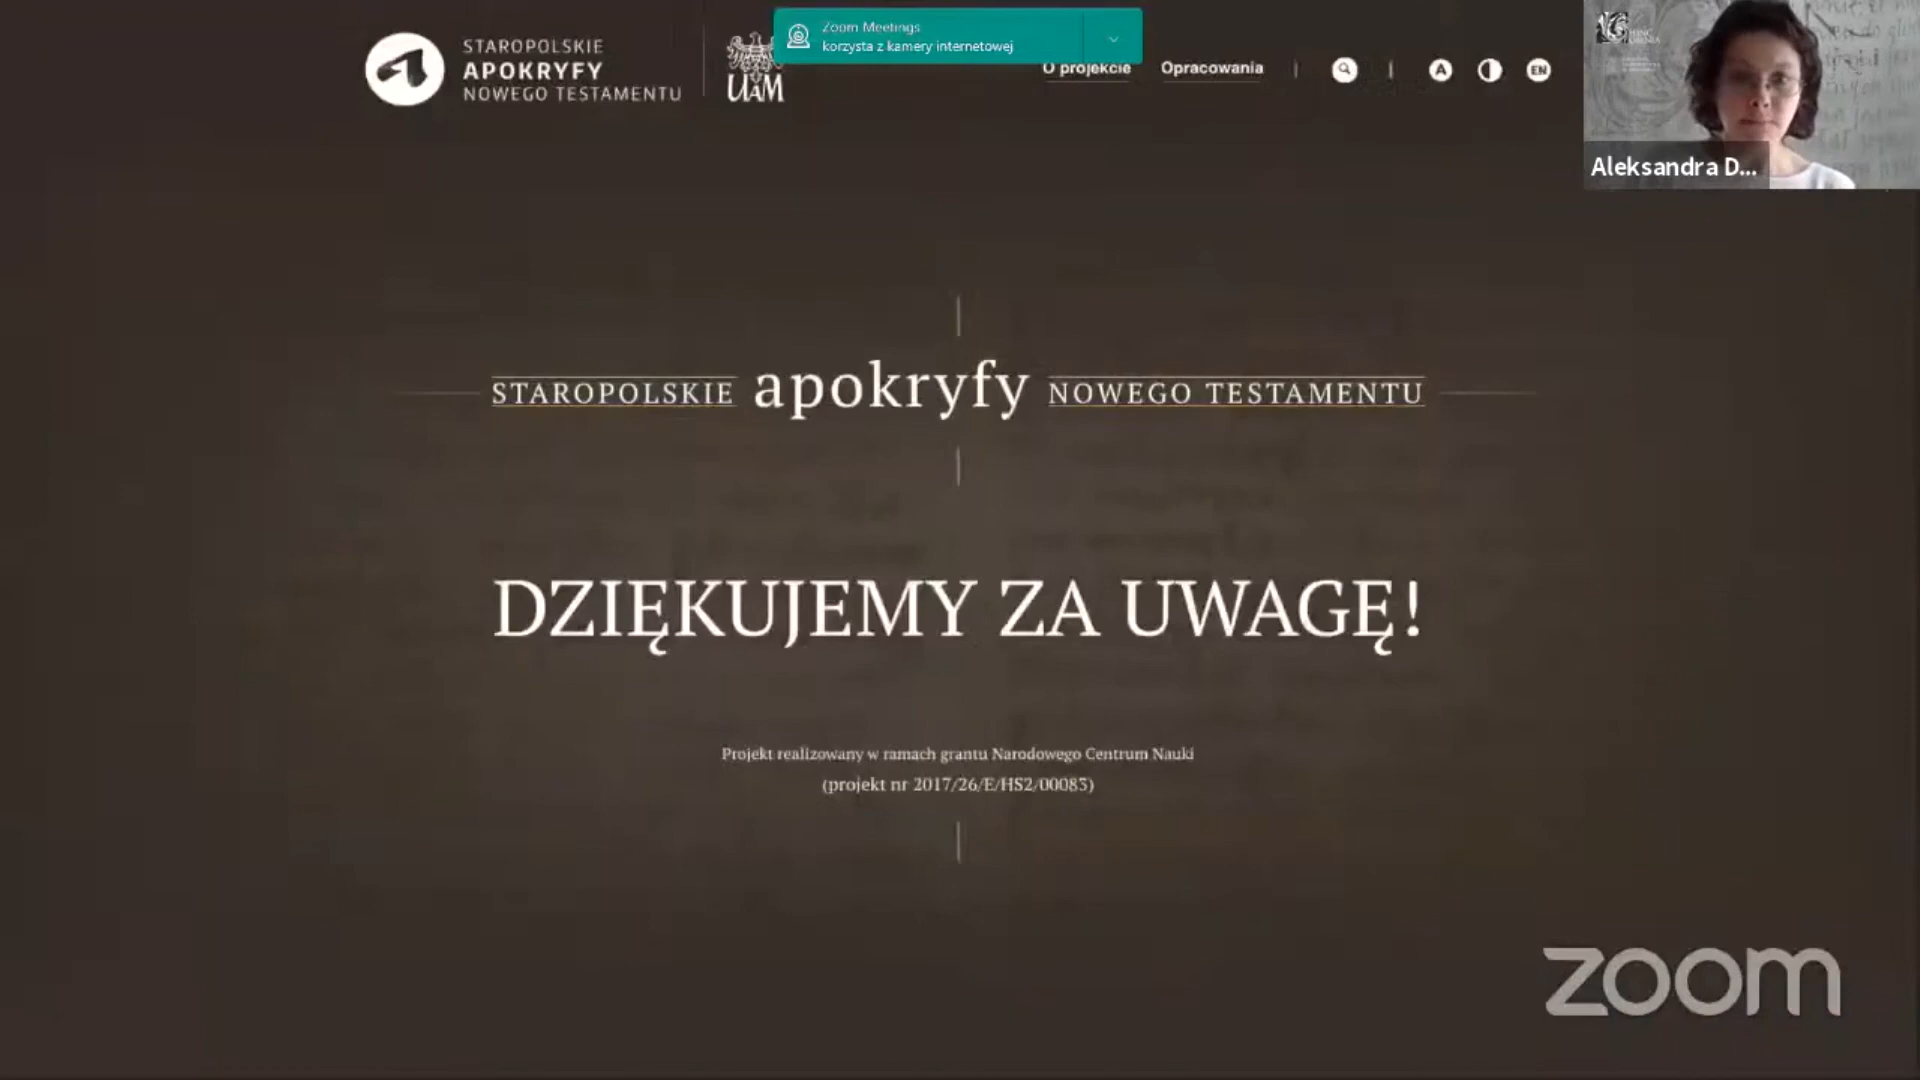 STAROPOLSKIE
APOKRYFY
NOWEGO TESTAMENTU
UAM
Zoom Meetings
korzysta z kamery internetowej
O projekcie
Opracowania
A
EN
Aleksandra D...
STAROPOLSKIE apokryfy NOWEGO TESTAMENTU
DZIĘKUJEMY ZA UWAGĘ!
Projekt realizowany w ramach grantu Narodowego Centrum Nauki
(projekt nr 2017/26/E/HS2/00083)
zoom